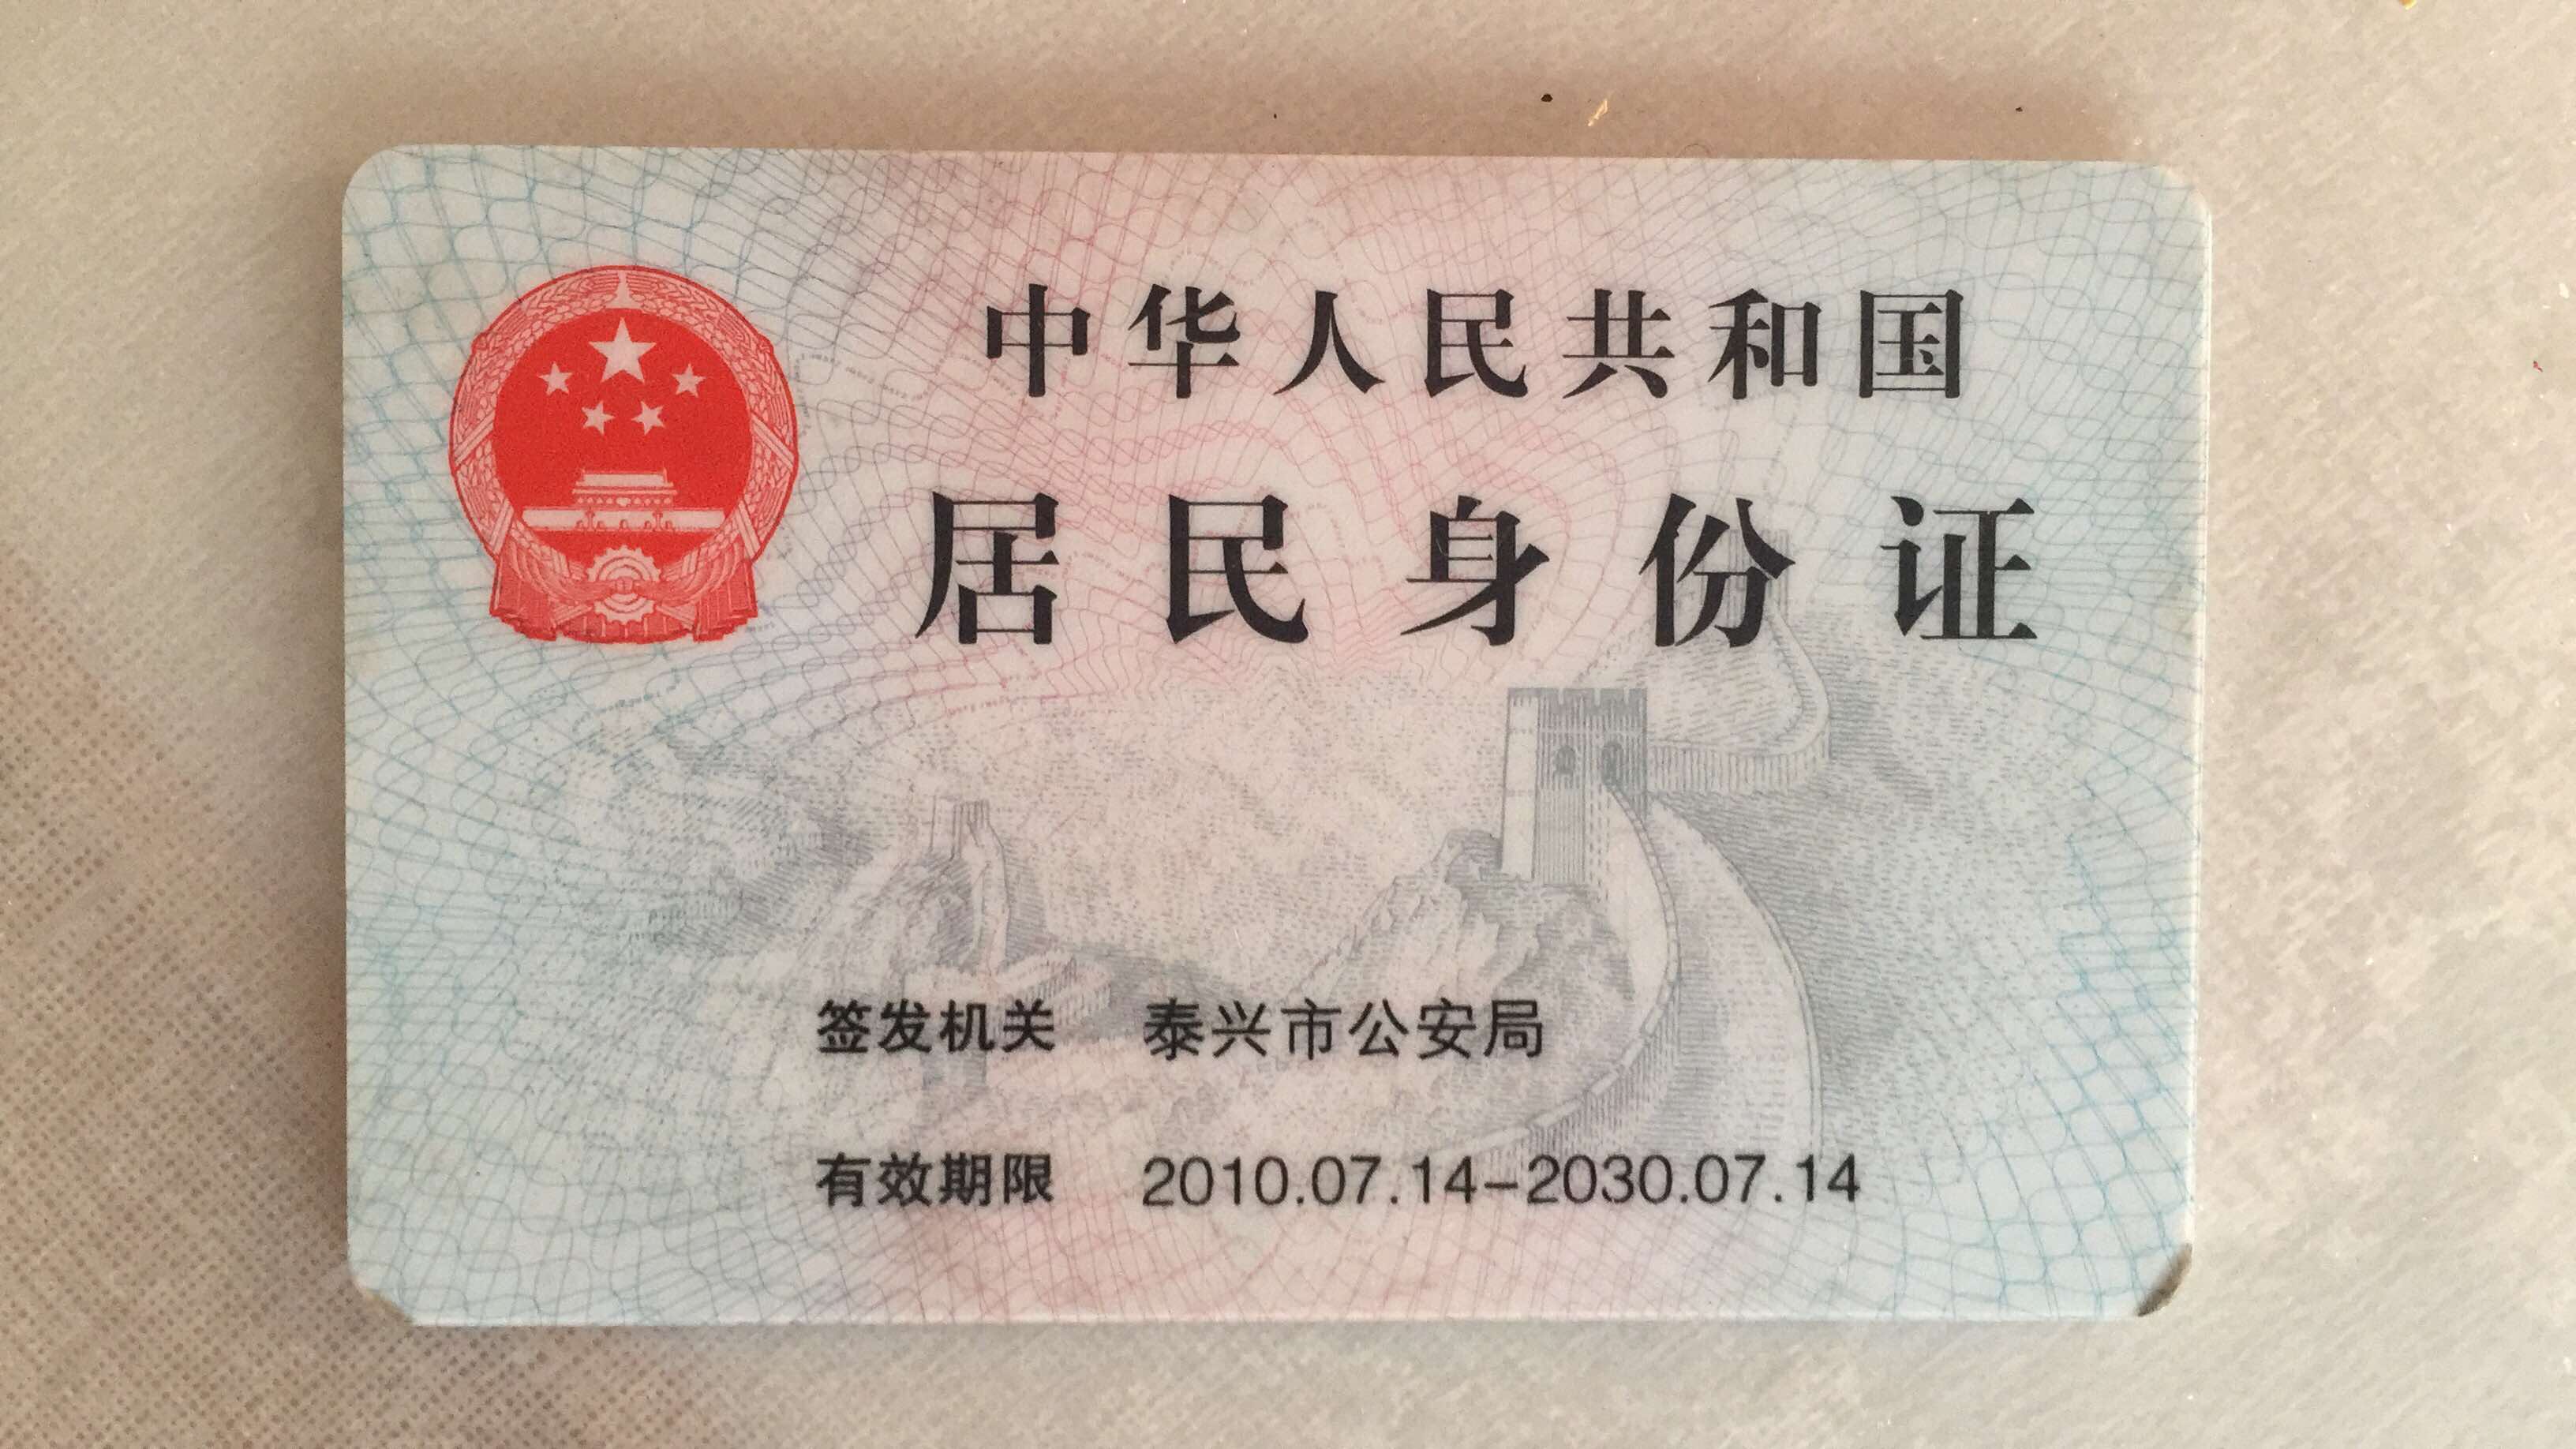 中华人民共和国
居民身份证
签发机关 泰兴市公安局
有效期限 2010.07.14-2030.07.14